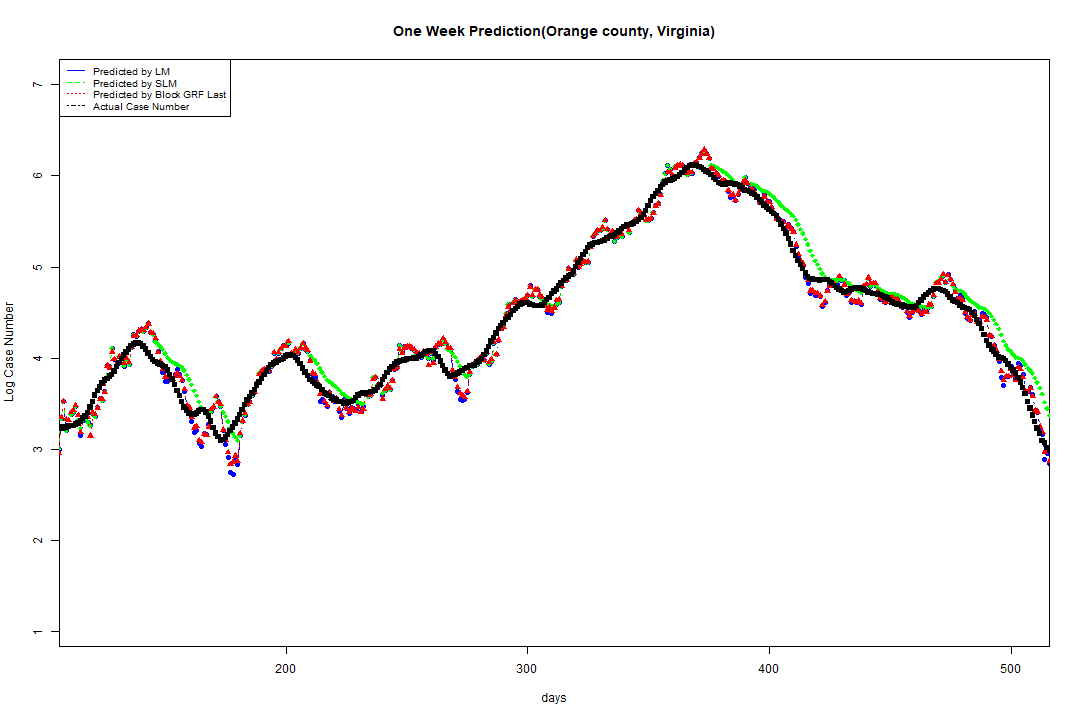 One Week Prediction(Orange county, Virginia)
Predicted by LM
Predicted by SLM
Predicted by Block GRF Last
Actual Case Number
7
6
5
4
3
2
1
Log Case Number
200
300
400
500
days